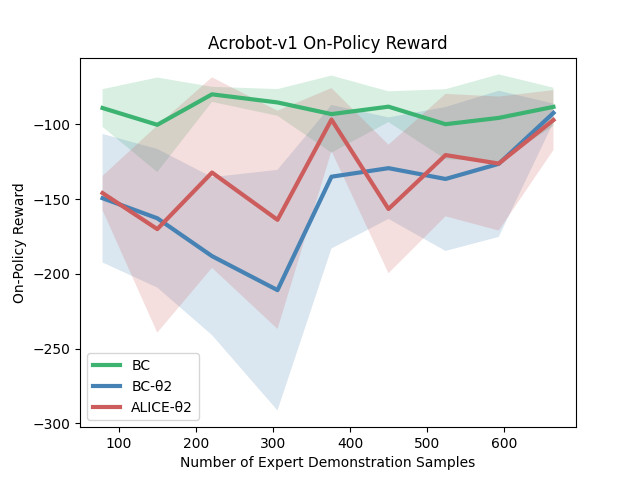 Acrobot-v1 On-Policy Reward
On-Policy Reward
−100
−150
−200
−250
−300
BC
BC-θ2
ALICE-θ2
100 200 300 400 500 600
Number of Expert Demonstration Samples